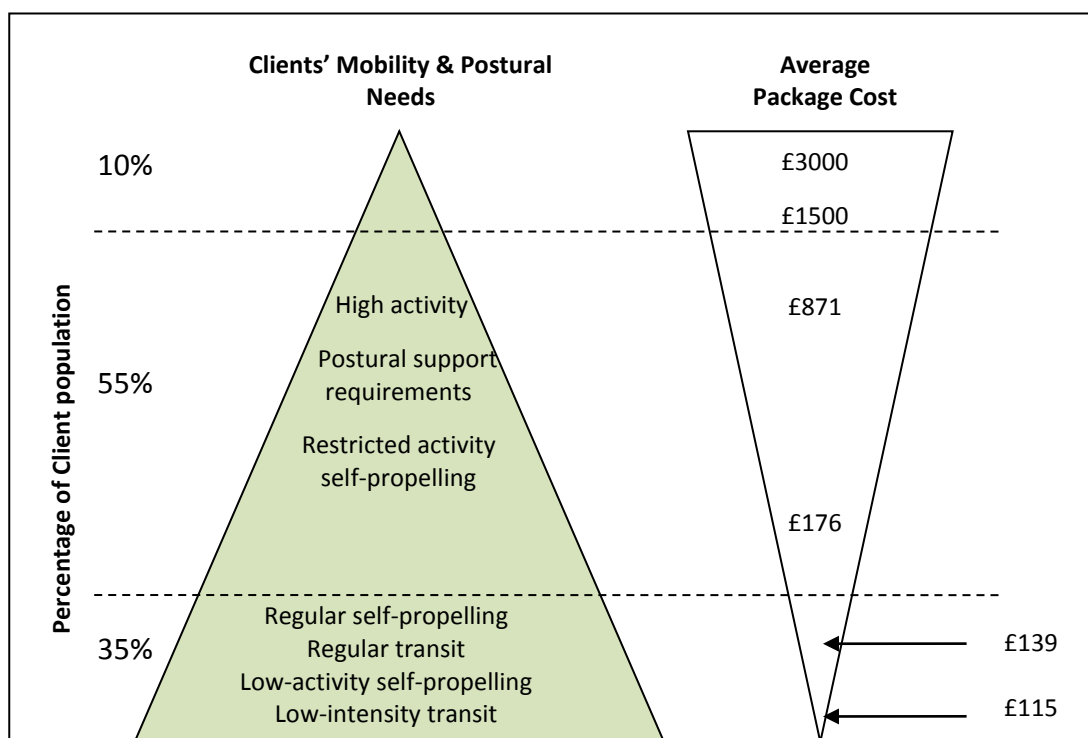 Clients' Mobility & Postural
Needs
Average
Package Cost
Percentage of Client population
10%
£3000
£1500
55%
High activity
£871
Postural support
requirements
Restricted activity
self-propelling
£176
35%
Regular self-propelling
Regular transit
Low-activity self-propelling
Low-intensity transit
£139
£115